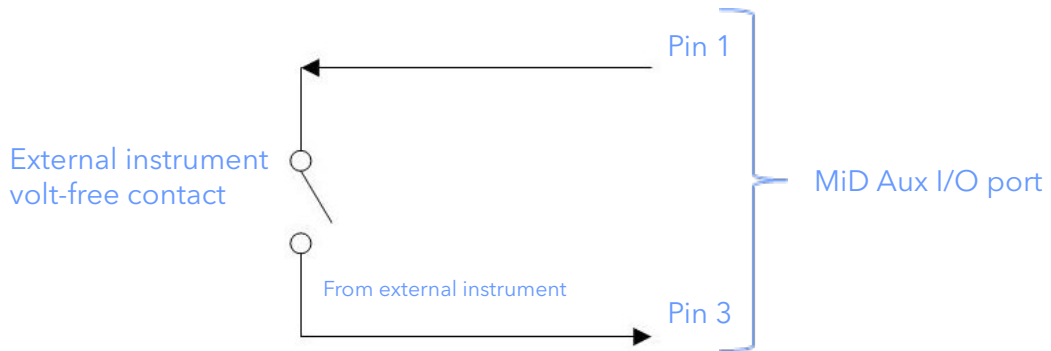 Pin 1
External instrument
volt-free contact
MiD Aux I/O port
From external instrument
Pin 3